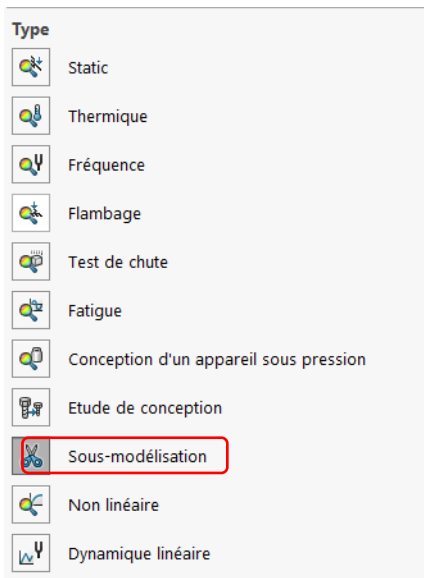 Type
Static
Thermique
Fréquence
Flambage
Test de chute
Fatigue
Conception d'un appareil sous pression
Etude de conception
Sous-modélisation
Non linéaire
Dynamique linéaire